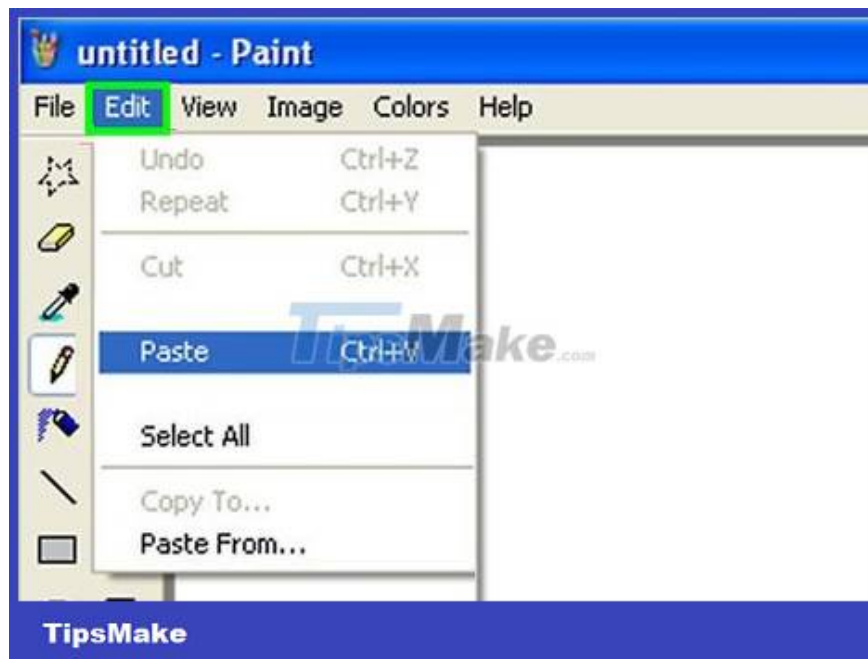 untitled - Paint
File Edit View Image Colors Help
Undo Ctrl+Z
Repeat Ctrl+Y
Cut Ctrl+X
TipsMake.com
Paste Ctrl+V
Select All
Copy To...
Paste From...
TipsMake